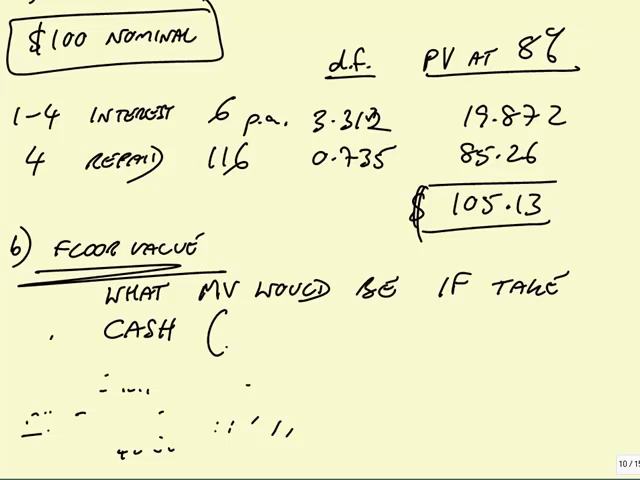 $100 NOMINAL
d.f. PV AT 8%
1-4 INTEREST 6 p.a. 3.312 19.872
4 REPAID 116 0.735 85.26
$ 105.13
b) FLOOR VALUE
WHAT MV WOULD BE IF TAKE
CASH (
10 / 15